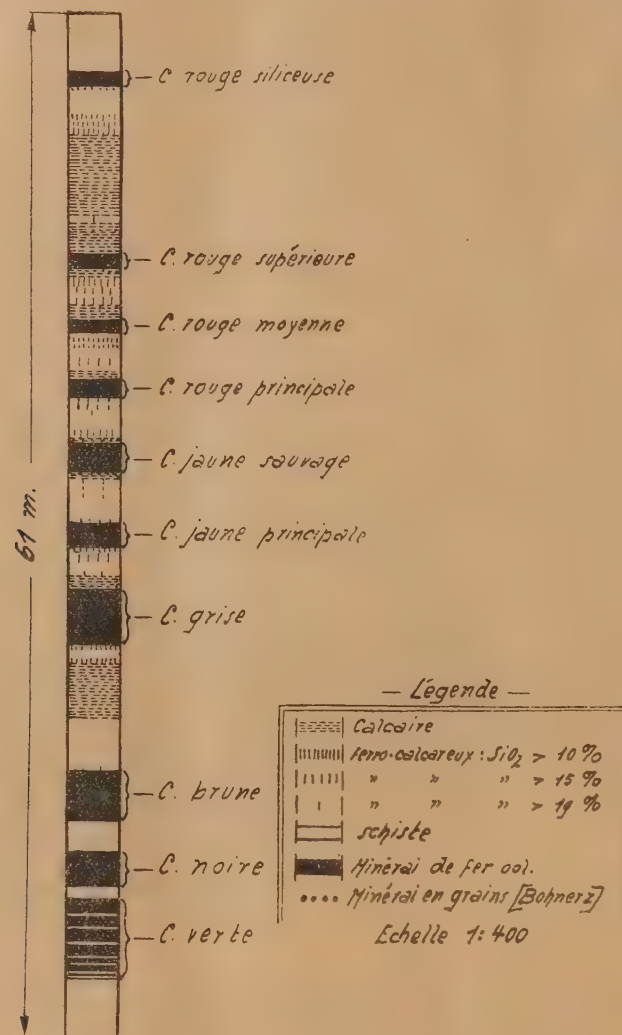 C. rouge siliceuse
C. rouge supérieure
C. rouge moyenne
C. rouge principale
C. jaune sauvage
C. jaune principale
61 m.
C. grise
C. brune
C. noire
C. verte
— Légende —
Calcaire
Ferro-calcareux : SiO₂ > 10 %
" " " > 15 %
" " " > 19 %
schiste
Minérai de fer ool.
Minérai en grains [Bohnerz]
Echelle 1:400